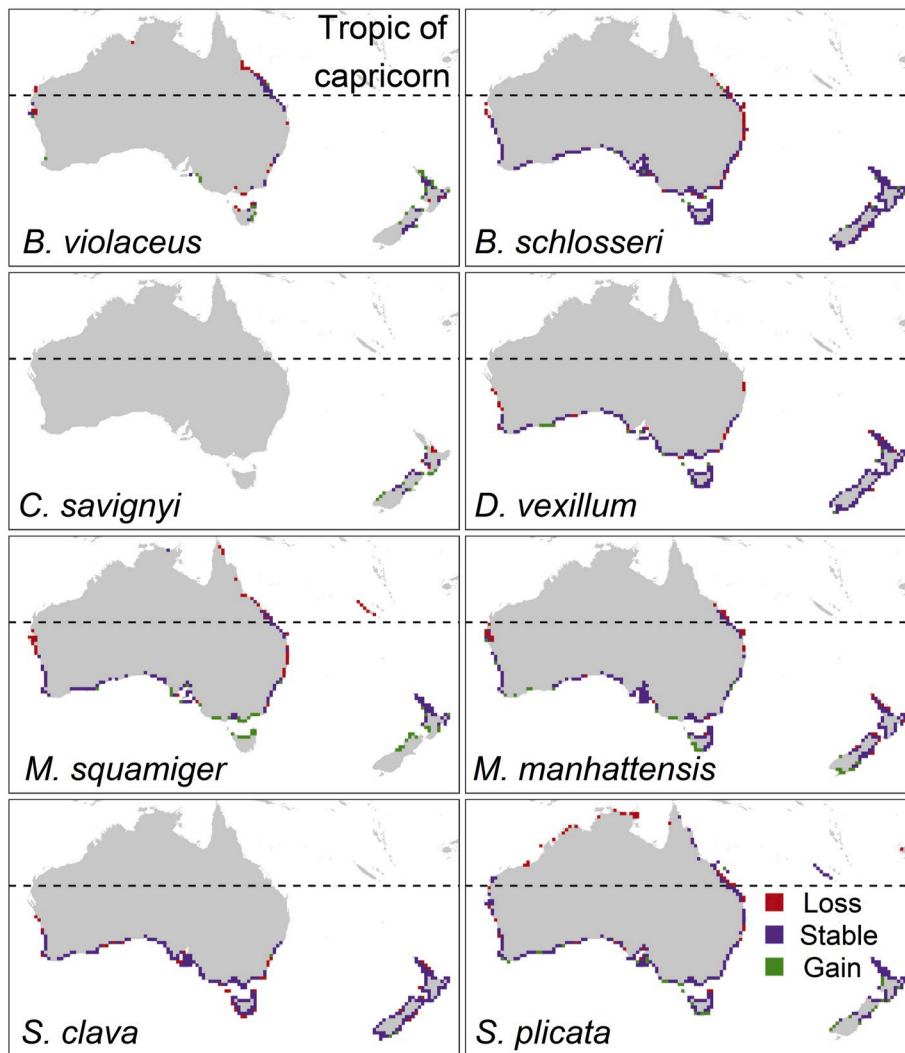 Tropic of
capricorn
B. violaceus
B. schlosseri
C. savignyi
D. vexillum
M. squamiger
M. manhattensis
Loss
Stable
Gain
S. clava
S. plicata